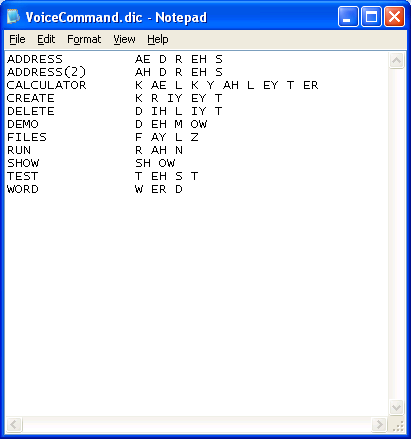 VoiceCommand.dic - Notepad
File Edit Format View Help
ADDRESS AE D R EH S
ADDRESS(2) AH D R EH S
CALCULATOR K AE L K Y AH L EY T ER
CREATE K R IY EY T
DELETE D IH L IY T
DEMO D EH M OW
FILES F AY L Z
RUN R AH N
SHOW SH OW
TEST T EH S T
WORD W ER D